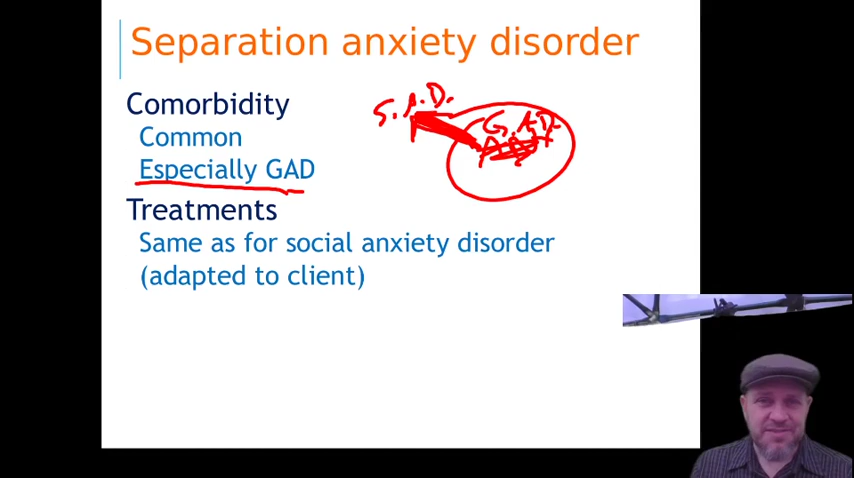 Separation anxiety disorder
Comorbidity
Common
Especially GAD
S.A.D.
G.A.D.
Treatments
Same as for social anxiety disorder
(adapted to client)